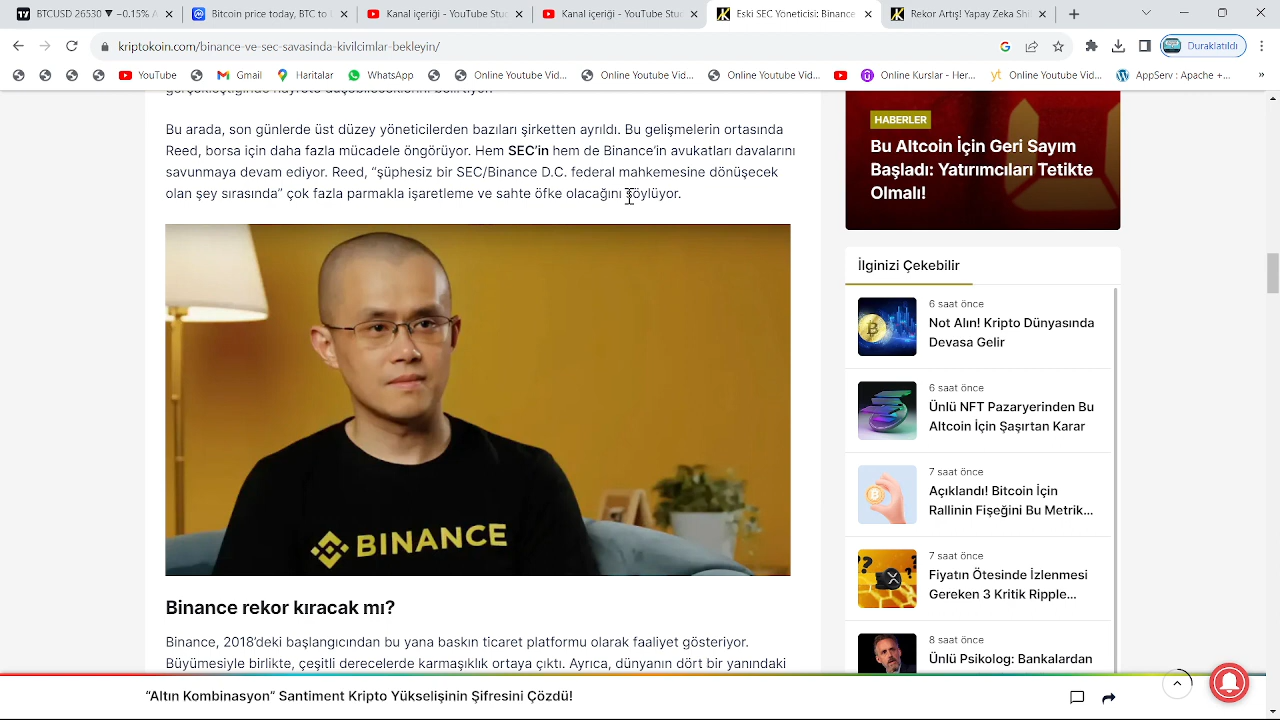 BTCUSD 26530 ▼ −0.15% A
Bitcoin price today, BTC to U
Kanal içeriği - YouTube Stu
Kanal içeriği - YouTube Stu
Eski SEC Yöneticisi: Binance
Rekor Artış! Yapay Zeka Shi
kriptokoin.com/binance-ve-sec-savasinda-kivilcimlar-bekleyin/
Duraklatıldı
YouTube
Gmail
Haritalar
WhatsApp
Online Youtube Vid...
Online Youtube Vid...
Online Youtube Vid...
Online Kurslar - Her...
Online Youtube Vid...
AppServ : Apache +...
Bu arada, son günlerde üst düzey yöneticilerden bazıları şirketten ayrıldı. Bu gelişmelerin ortasında
Reed, borsa için daha fazla mücadele öngörüyor. Hem SEC’in hem de Binance’in avukatları davalarını
savunmaya devam ediyor. Reed, “şüphesiz bir SEC/Binance D.C. federal mahkemesine dönüşecek
olan şey sırasında” çok fazla parmakla işaretleme ve sahte öfke olacağını söylüyor.
BINANCE
Binance rekor kıracak mı?
Binance, 2018’deki başlangıcından bu yana baskın ticaret platformu olarak faaliyet gösteriyor.
Büyümesiyle birlikte, çeşitli derecelerde karmaşıklık ortaya çıktı. Ayrıca, dünyanın dört bir yanındaki
HABERLER
Bu Altcoin İçin Geri Sayım
Başladı: Yatırımcıları Tetikte
Olmalı!
İlginizi Çekebilir
6 saat önce
Not Alın! Kripto Dünyasında
Devasa Gelir
6 saat önce
Ünlü NFT Pazaryerinden Bu
Altcoin İçin Şaşırtan Karar
7 saat önce
Açıklandı! Bitcoin İçin
Rallinin Fişeğini Bu Metrik...
7 saat önce
Fiyatın Ötesinde İzlenmesi
Gereken 3 Kritik Ripple...
8 saat önce
Ünlü Psikolog: Bankalardan
“Altın Kombinasyon” Santiment Kripto Yükselişinin Şifresini Çözdü!